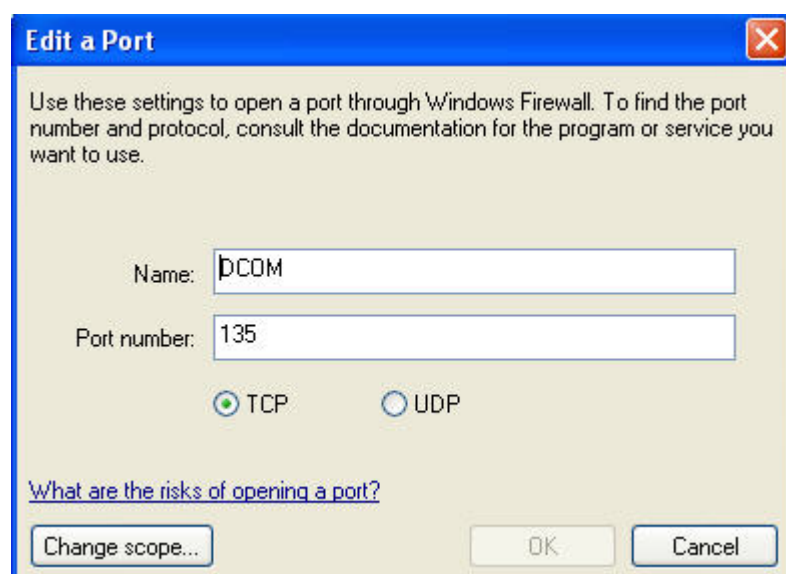 Edit a Port
Use these settings to open a port through Windows Firewall. To find the port
number and protocol, consult the documentation for the program or service you
want to use.
Name: DCOM
Port number: 135
TCP UDP
What are the risks of opening a port?
Change scope... OK Cancel